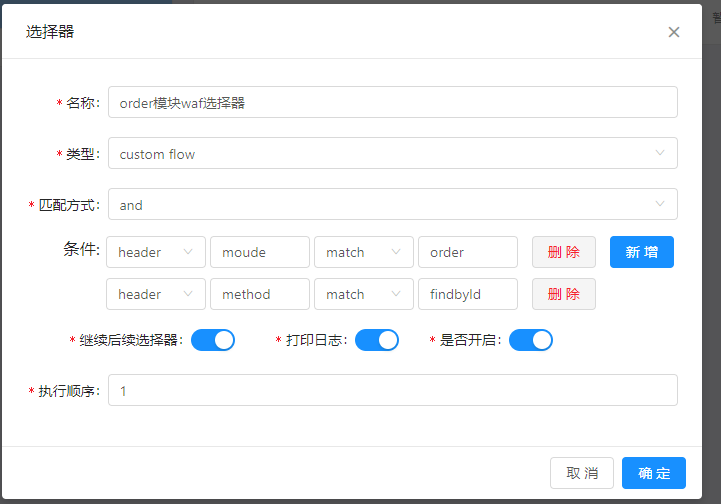 选择器
* 名称: order模块waf选择器
* 类型: custom flow
* 匹配方式: and
条件: header moude match order 删 除 新 增
header method match findbyId 删 除
* 继续后续选择器: * 打印日志: * 是否开启:
* 执行顺序: 1
取 消 确 定